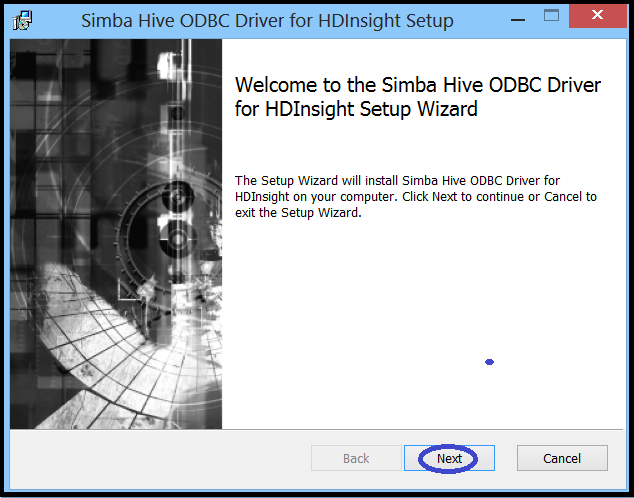 Simba Hive ODBC Driver for HDInsight Setup
Welcome to the Simba Hive ODBC Driver
for HDInsight Setup Wizard
The Setup Wizard will install Simba Hive ODBC Driver for
HDInsight on your computer. Click Next to continue or Cancel to
exit the Setup Wizard.
Back
Next
Cancel